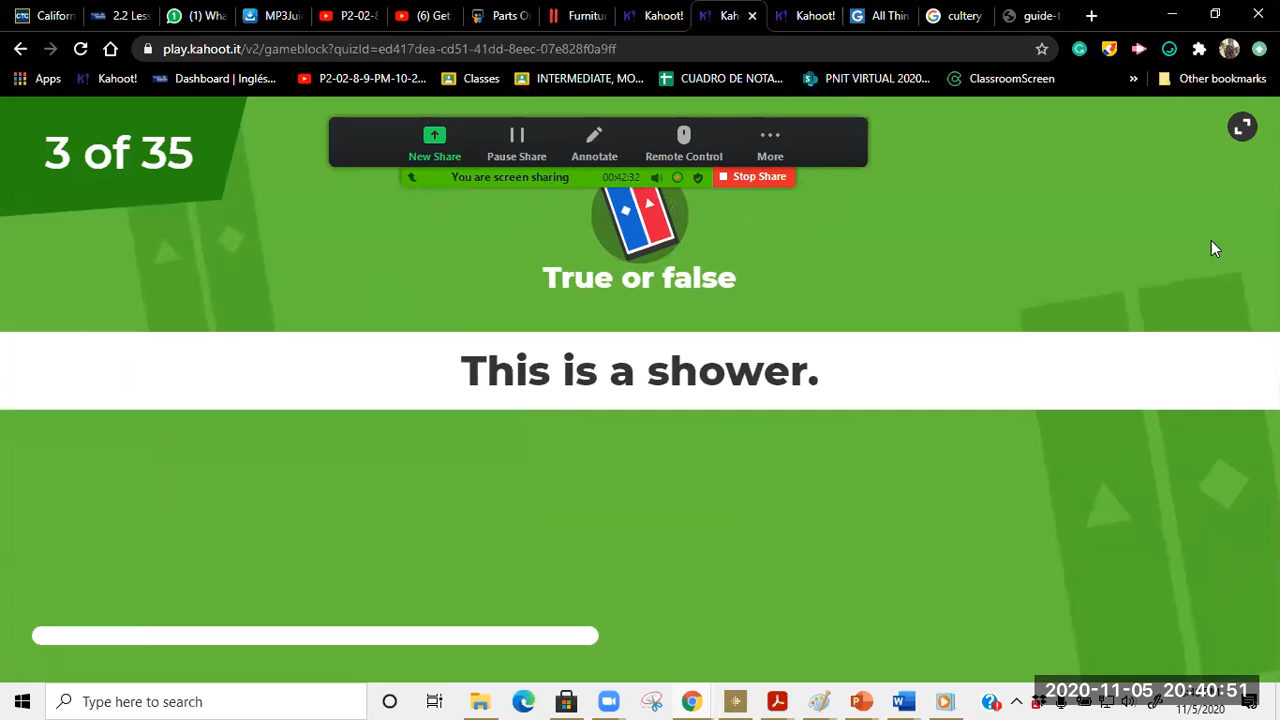 Californ
2.2 Less
(1) Wha
MP3Jui
P2-02-8
(6) Get
Parts O
Furnitu
Kahoot!
Kah
Kahoot!
All Thin
cultery
guide-t
play.kahoot.it/v2/gameblock?quizId=ed417dea-cd51-41dd-8eec-07e828f0a9ff
Apps
Kahoot!
Dashboard | Inglés...
P2-02-8-9-PM-10-2...
Classes
INTERMEDIATE, MO...
CUADRO DE NOTA...
PNIT VIRTUAL 2020...
ClassroomScreen
»
Other bookmarks
3 of 35
New Share
Pause Share
Annotate
Remote Control
More
You are screen sharing
00:42:32
Stop Share
True or false
This is a shower.
Type here to search
2020-11-05 20:40:51
11/5/2020